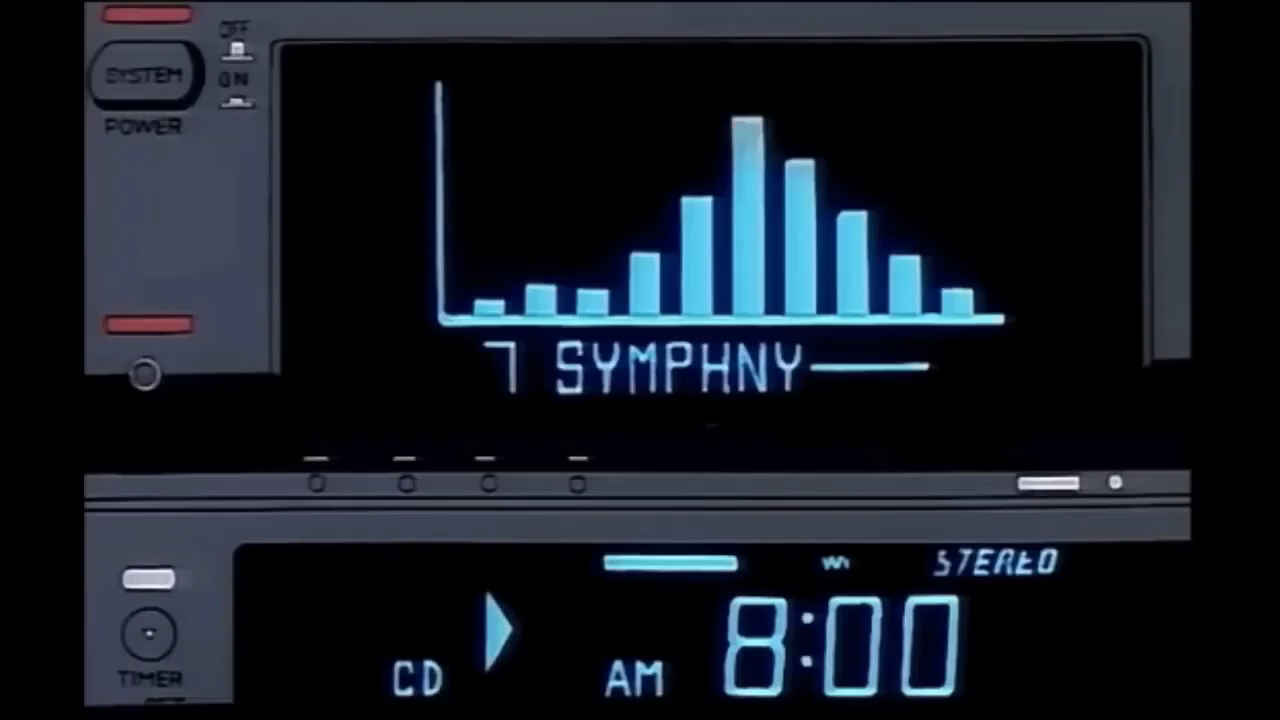 OFF
SYSTEM
ON
POWER
7 SYMPHNY
STEREO
CD
AM 8:00
TIMER